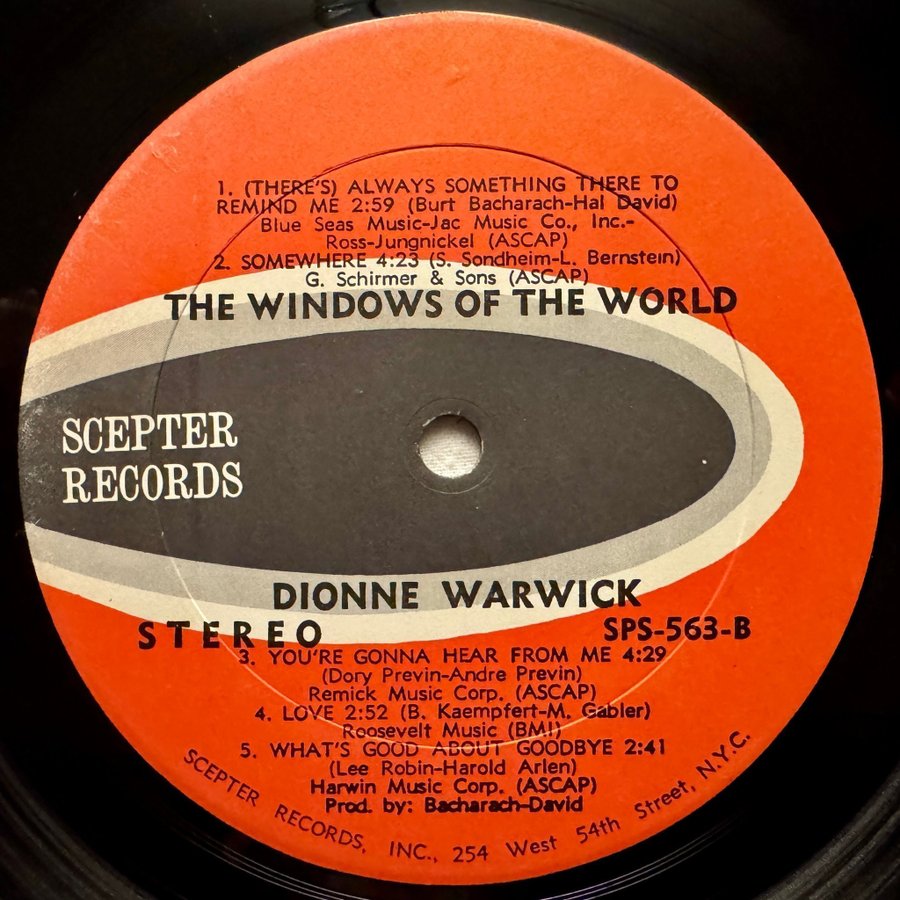 1. (THERE'S) ALWAYS SOMETHING THERE TO
REMIND ME 2:59 (Burt Bacharach-Hal David)
Blue Seas Music-Jac Music Co., Inc.-
Ross-Jungnickel (ASCAP)
2. SOMEWHERE 4:23 (S. Sondheim-L. Bernstein)
G. Schirmer & Sons (ASCAP)
THE WINDOWS OF THE WORLD
SCEPTER
RECORDS
DIONNE WARWICK
STEREO SPS-563-B
3. YOU'RE GONNA HEAR FROM ME 4:29
(Dory Previn-Andre Previn)
Remick Music Corp. (ASCAP)
4. LOVE 2:52 (B. Kaempfert-M. Gabler)
Roosevelt Music (BMI)
5. WHAT'S GOOD ABOUT GOODBYE 2:41
(Lee Robin-Harold Arlen)
Harwin Music Corp. (ASCAP)
Prod. by: Bacharach-David
SCEPTER RECORDS, INC., 254 West 54th Street, N.Y.C.